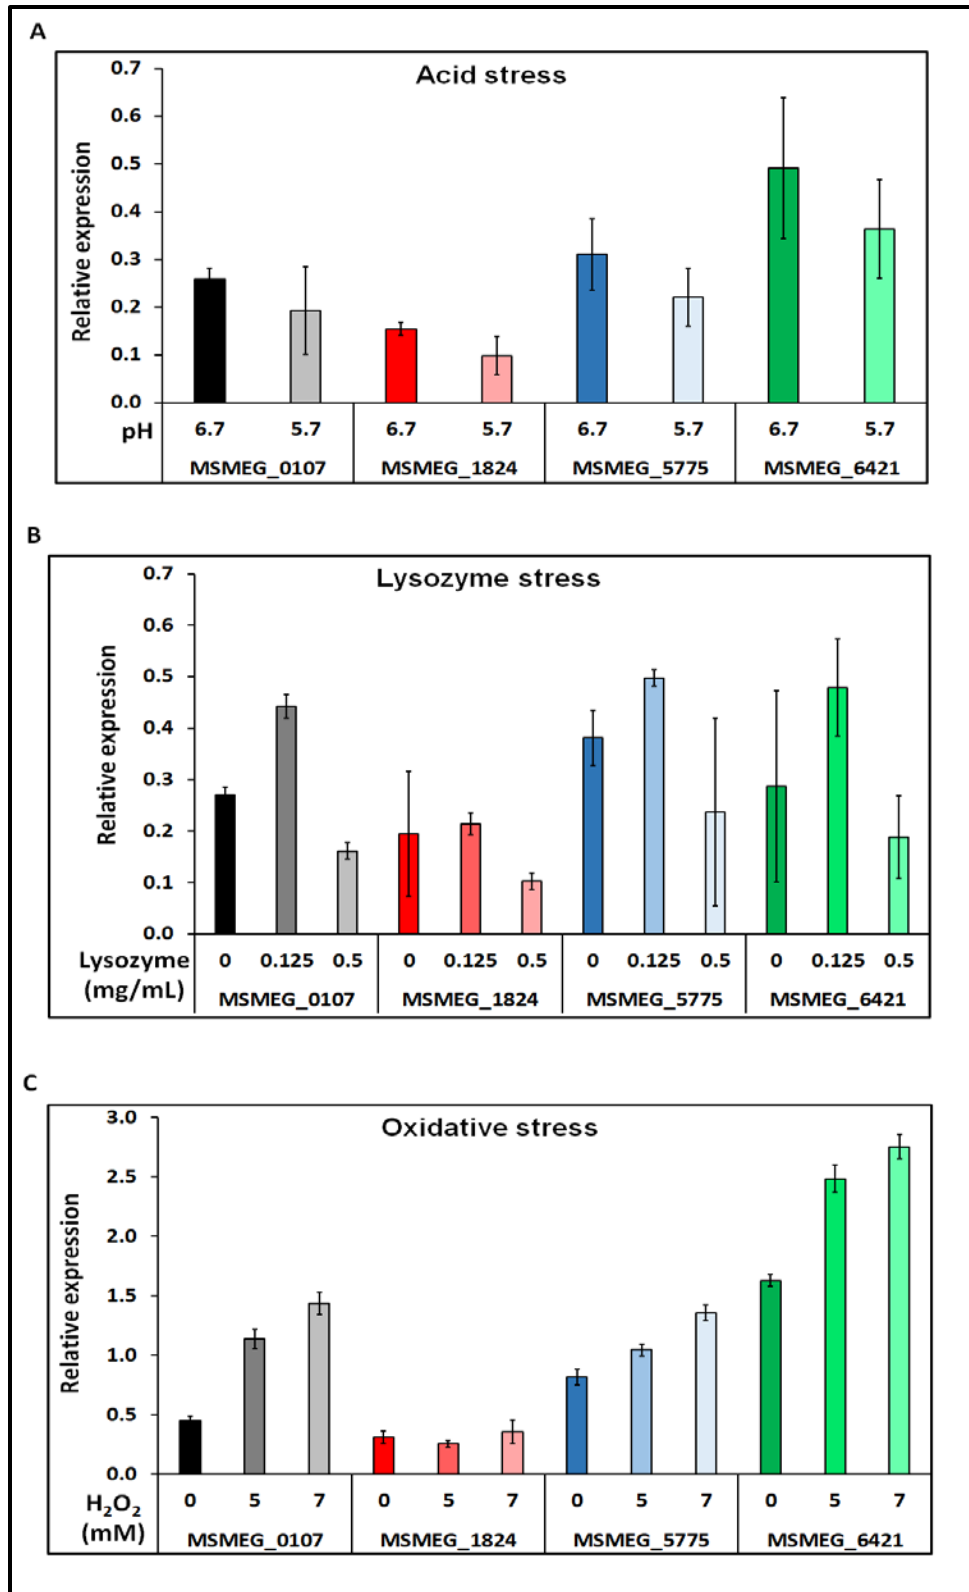 A
Acid stress
Relative expression
0.7
0.6
0.5
0.4
0.3
0.2
0.1
0.0
pH 6.7 5.7 6.7 5.7 6.7 5.7 6.7 5.7
MSMEG_0107 MSMEG_1824 MSMEG_5775 MSMEG_6421
B
Lysozyme stress
Relative expression
0.7
0.6
0.5
0.4
0.3
0.2
0.1
0.0
Lysozyme 0 0.125 0.5 0 0.125 0.5 0 0.125 0.5 0 0.125 0.5
(mg/mL) MSMEG_0107 MSMEG_1824 MSMEG_5775 MSMEG_6421
C
Oxidative stress
Relative expression
3.0
2.5
2.0
1.5
1.0
0.5
0.0
H₂O₂ 0 5 7 0 5 7 0 5 7 0 5 7
(mM) MSMEG_0107 MSMEG_1824 MSMEG_5775 MSMEG_6421